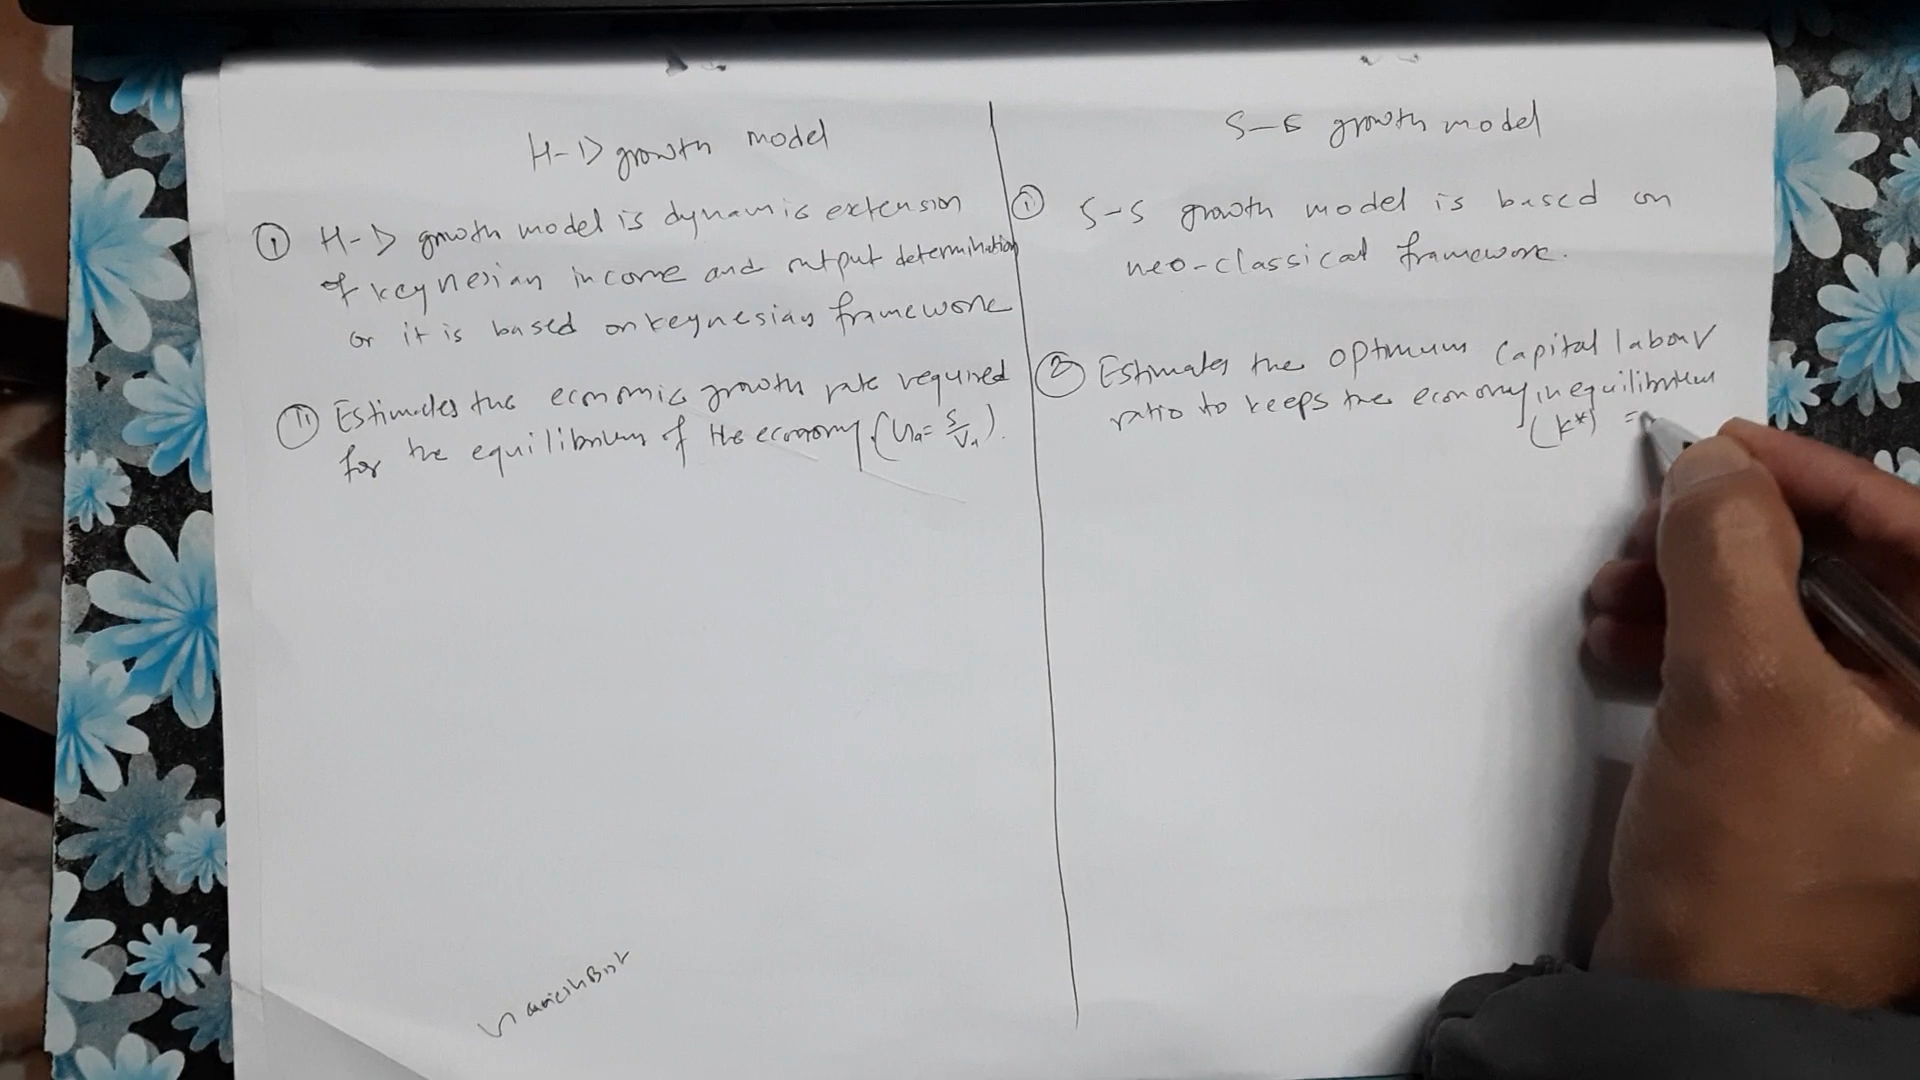 H-D growth model
① H-D growth model is dynamic extension
of keynesian income and output determination
or it is based on keynesian framework
⑪ Estimates the economic growth rate required
for the equilibrium of the economy.
S-S growth model
① S-S growth model is based on
neo-classical framework.
② Estimates the optimum capital labour
ratio to keeps the economy in equilibrium
(k*) =